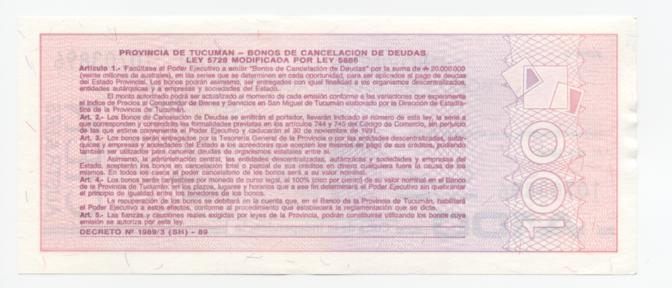 PROVINCIA DE TUCUMAN – BONOS DE CANCELACION DE DEUDAS
LEY 5728 MODIFICADA POR LEY 5866
Artículo 1.- Facúltase al Poder Ejecutivo a emitir "Bonos de Cancelación de Deudas" por la suma de ₳ 20.000.000
(veinte millones de australes), en las series que se determinen en cada oportunidad, para ser aplicados al pago de deudas
del Estado Provincial. Los bonos podrán asimismo, ser entregados con igual finalidad a los organismos descentralizados,
entidades autárquicas y a empresas y sociedades del Estado.
El monto autorizado podrá ser actualizado al momento de cada emisión conforme a las variaciones que experimente
el Indice de Precios al Consumidor de Bienes y Servicios en San Miguel de Tucumán elaborado por la Dirección de Estadís-
tica de la Provincia de Tucumán.
Art. 2.- Los Bonos de Cancelación de Deudas se emitirán al portador, llevarán indicado el número de esta ley, la serie a
que corresponden y consignados las formalidades previstas en los artículos 744 y 745 del Código de Comercio, sin perjuicio
de las que estime conveniente el Poder Ejecutivo y caducarán el 30 de noviembre de 1991.
Art. 3.- Los bonos serán entregados por la Tesorería General de la Provincia o por las entidades descentralizadas, autár-
quicas y empresas y sociedades del Estado a los acreedores que acepten los mismos en pago de sus créditos, pudiendo
también ser utilizados para cancelar deudas de organismos estatales entre sí.
Asimismo, la administración central, las entidades descentralizadas, autárquicas y sociedades y empresas del
Estado, aceptarán los bonos en cancelación total o parcial de sus créditos en dinero cualquiera fuere la causa de los
mismos. En todos los casos el poder cancelatorio de los bonos será a su valor nominal.
Art. 4.- Los bonos serán canjeables por moneda de curso legal, al 100% (cien por ciento) de su valor nominal en el Banco
de la Provincia de Tucumán, en los plazos, lugares y horarios que a ese fin determinará el Poder Ejecutivo sin quebrantar
el principio de igualdad entre los tenedores de los bonos.
La recuperación de los bonos se debitará en la cuenta que, en el Banco de la Provincia de Tucumán, habilitará
el Poder Ejecutivo a estos efectos, conforme al procedimiento que establecerá la reglamentación que se dicte.
Art. 5.- Las fianzas y cauciones reales exigidas por leyes de la Provincia, podrán constituirse utilizando los bonos cuya
emisión se autoriza por esta ley.
DECRETO Nº 1989/3 (SH) - 89
100